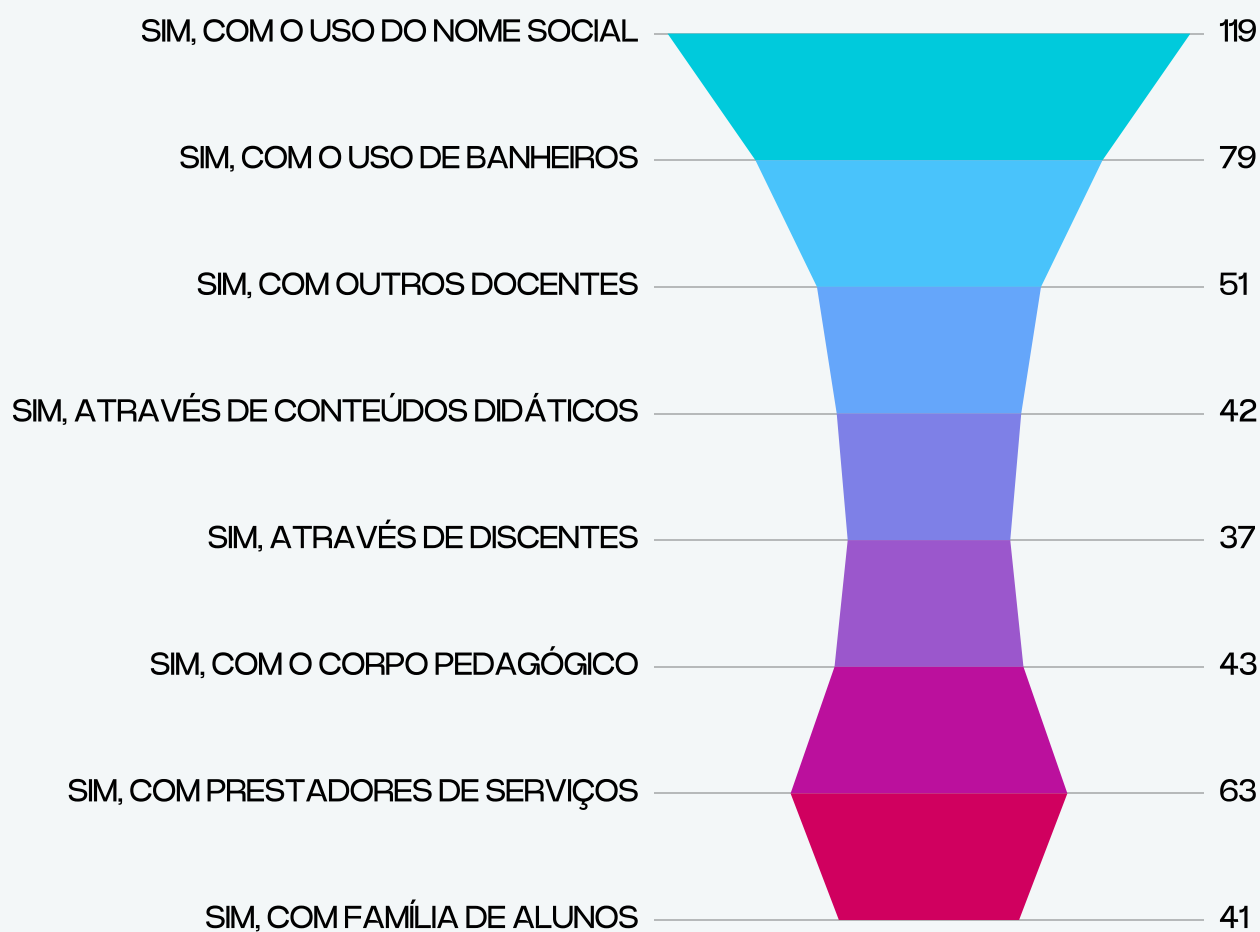 SIM, COM O USO DO NOME SOCIAL 119
SIM, COM O USO DE BANHEIROS 79
SIM, COM OUTROS DOCENTES 51
SIM, ATRAVÉS DE CONTEÚDOS DIDÁTICOS 42
SIM, ATRAVÉS DE DISCENTES 37
SIM, COM O CORPO PEDAGÓGICO 43
SIM, COM PRESTADORES DE SERVIÇOS 63
SIM, COM FAMÍLIA DE ALUNOS 41